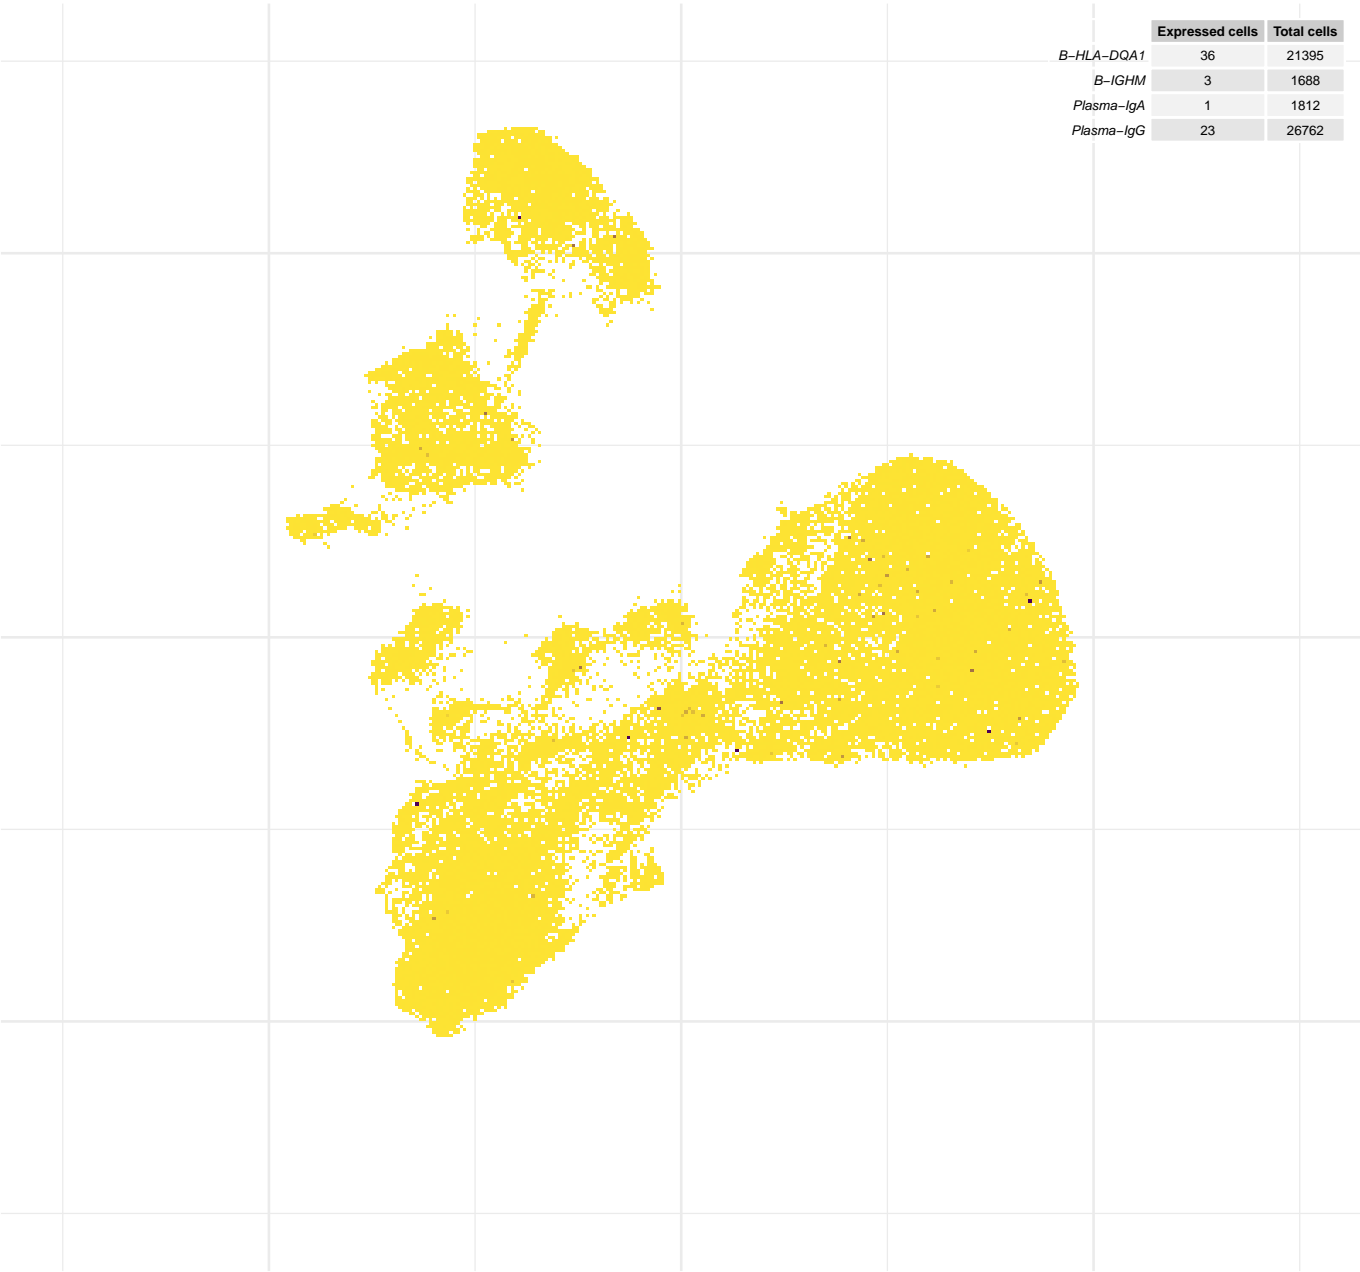 Expressed cells Total cells
B−HLA−DQA1 36 21395
B−IGHM 3 1688
Plasma−IgA 1 1812
Plasma−IgG 23 26762